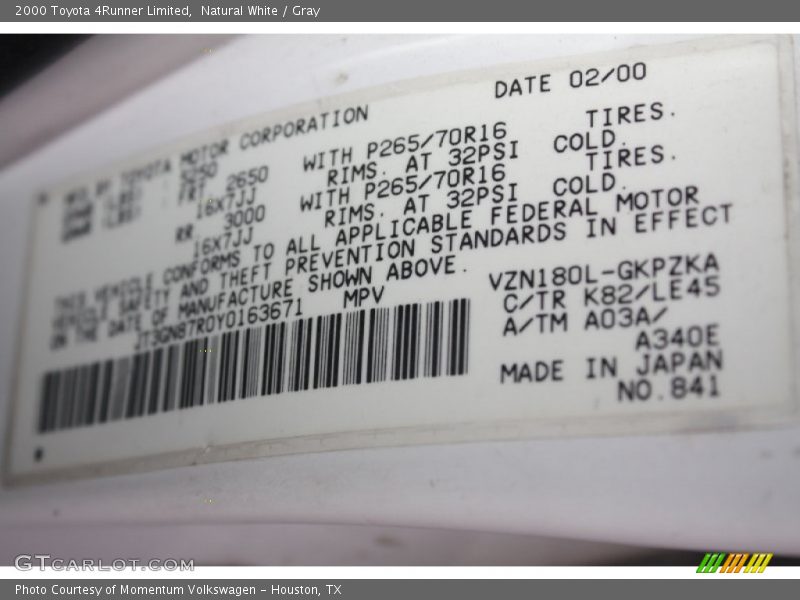 2000 Toyota 4Runner Limited, Natural White / Gray
DATE 02/00
MFG BY TOYOTA MOTOR CORPORATION
5250
FRT 2650 WITH P265/70R16 TIRES.
16X7JJ RIMS. AT 32PSI COLD.
RR 3000 WITH P265/70R16 TIRES.
16X7JJ RIMS. AT 32PSI COLD.
THIS VEHICLE CONFORMS TO ALL APPLICABLE FEDERAL MOTOR
VEHICLE SAFETY AND THEFT PREVENTION STANDARDS IN EFFECT
ON THE DATE OF MANUFACTURE SHOWN ABOVE.
JT3GN87R0Y0163671 MPV
VZN180L-GKPZKA
C/TR K82/LE45
A/TM A03A/
A340E
MADE IN JAPAN
NO.841
GTCARLOT.COM
Photo Courtesy of Momentum Volkswagen - Houston, TX